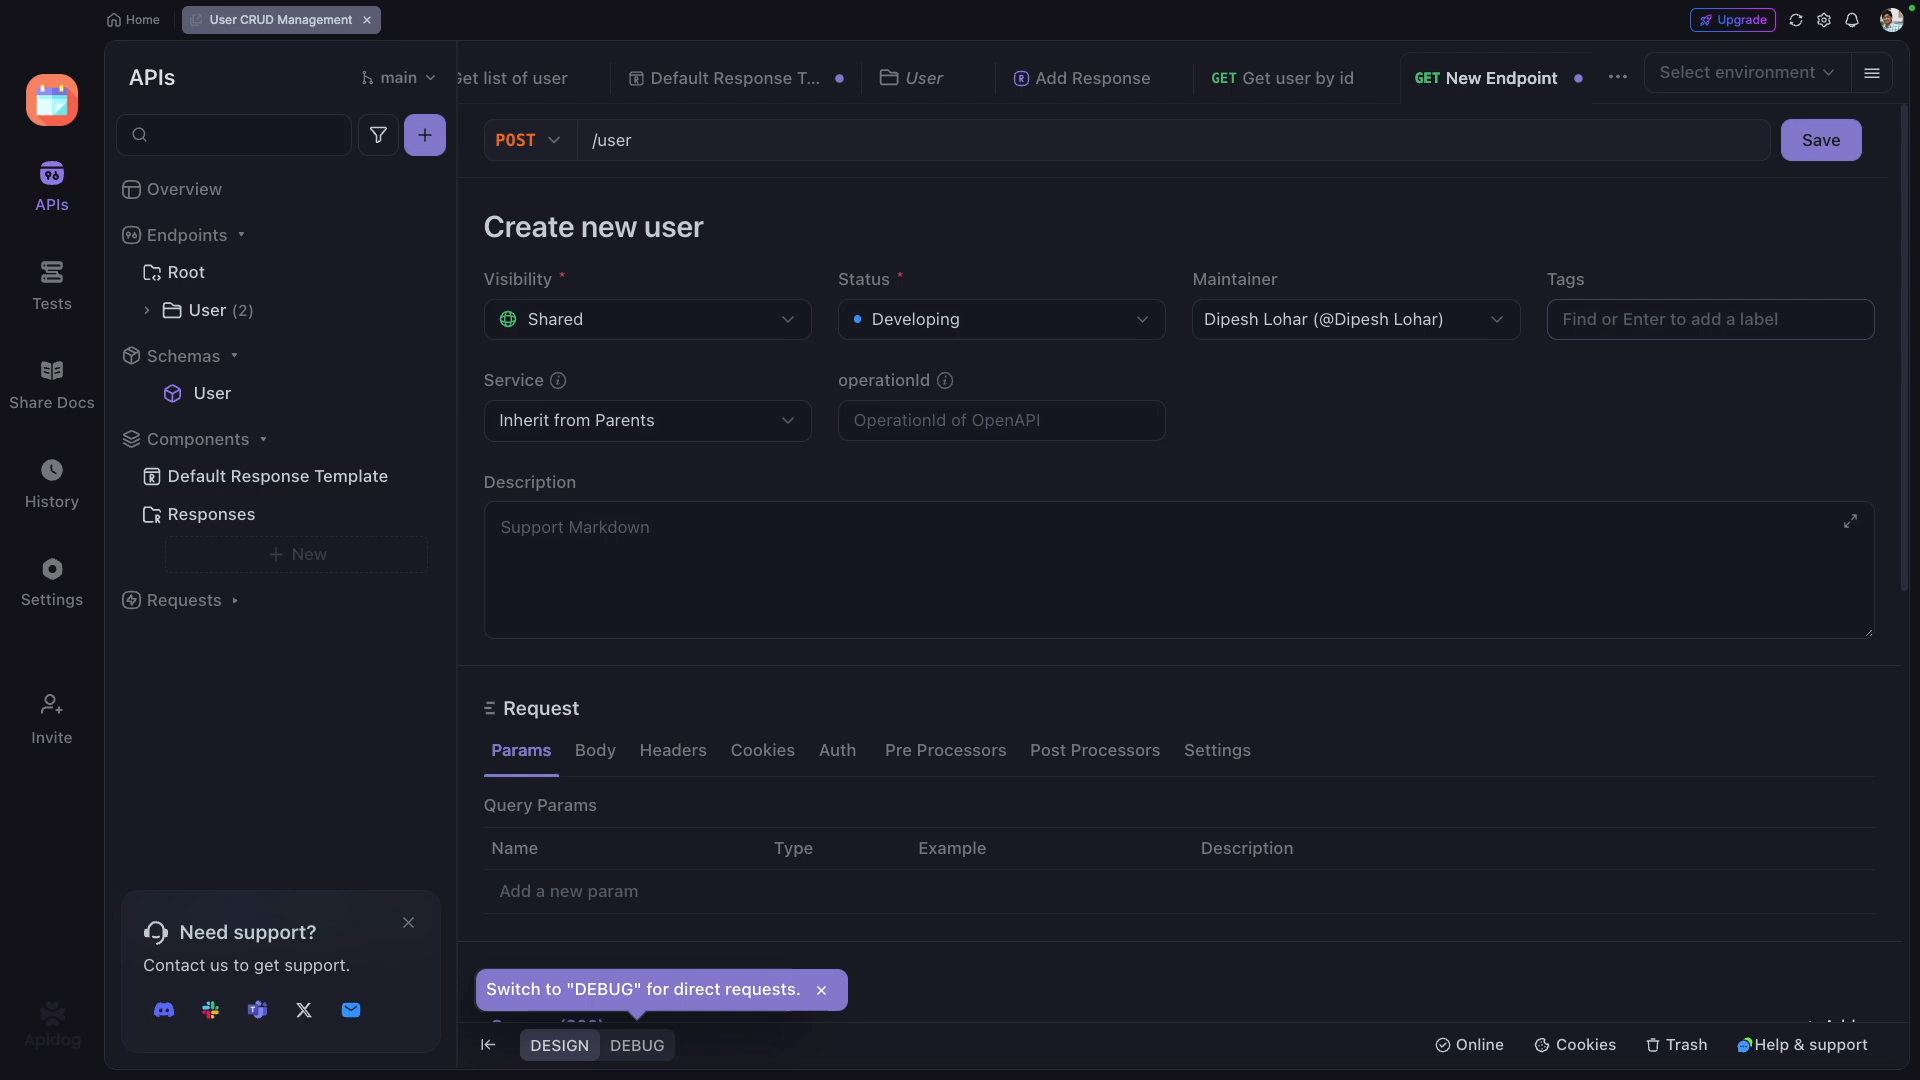 Home
User CRUD Management
Upgrade
APIs
main
Get list of user
Default Response T...
User
Add Response
GET Get user by id
GET New Endpoint
Select environment
POST
/user
Save
APIs
Tests
Share Docs
History
Settings
Invite
Apidog
Overview
Endpoints
Root
User (2)
Schemas
User
Components
Default Response Template
Responses
New
Requests
Need support?
Contact us to get support.
Create new user
Visibility *
Status *
Maintainer
Tags
Shared
Developing
Dipesh Lohar (@Dipesh Lohar)
Find or Enter to add a label
Service
operationId
Inherit from Parents
OperationId of OpenAPI
Description
Support Markdown
Request
Params
Body
Headers
Cookies
Auth
Pre Processors
Post Processors
Settings
Query Params
Name
Type
Example
Description
Add a new param
Switch to "DEBUG" for direct requests.
DESIGN
DEBUG
Online
Cookies
Trash
Help & support